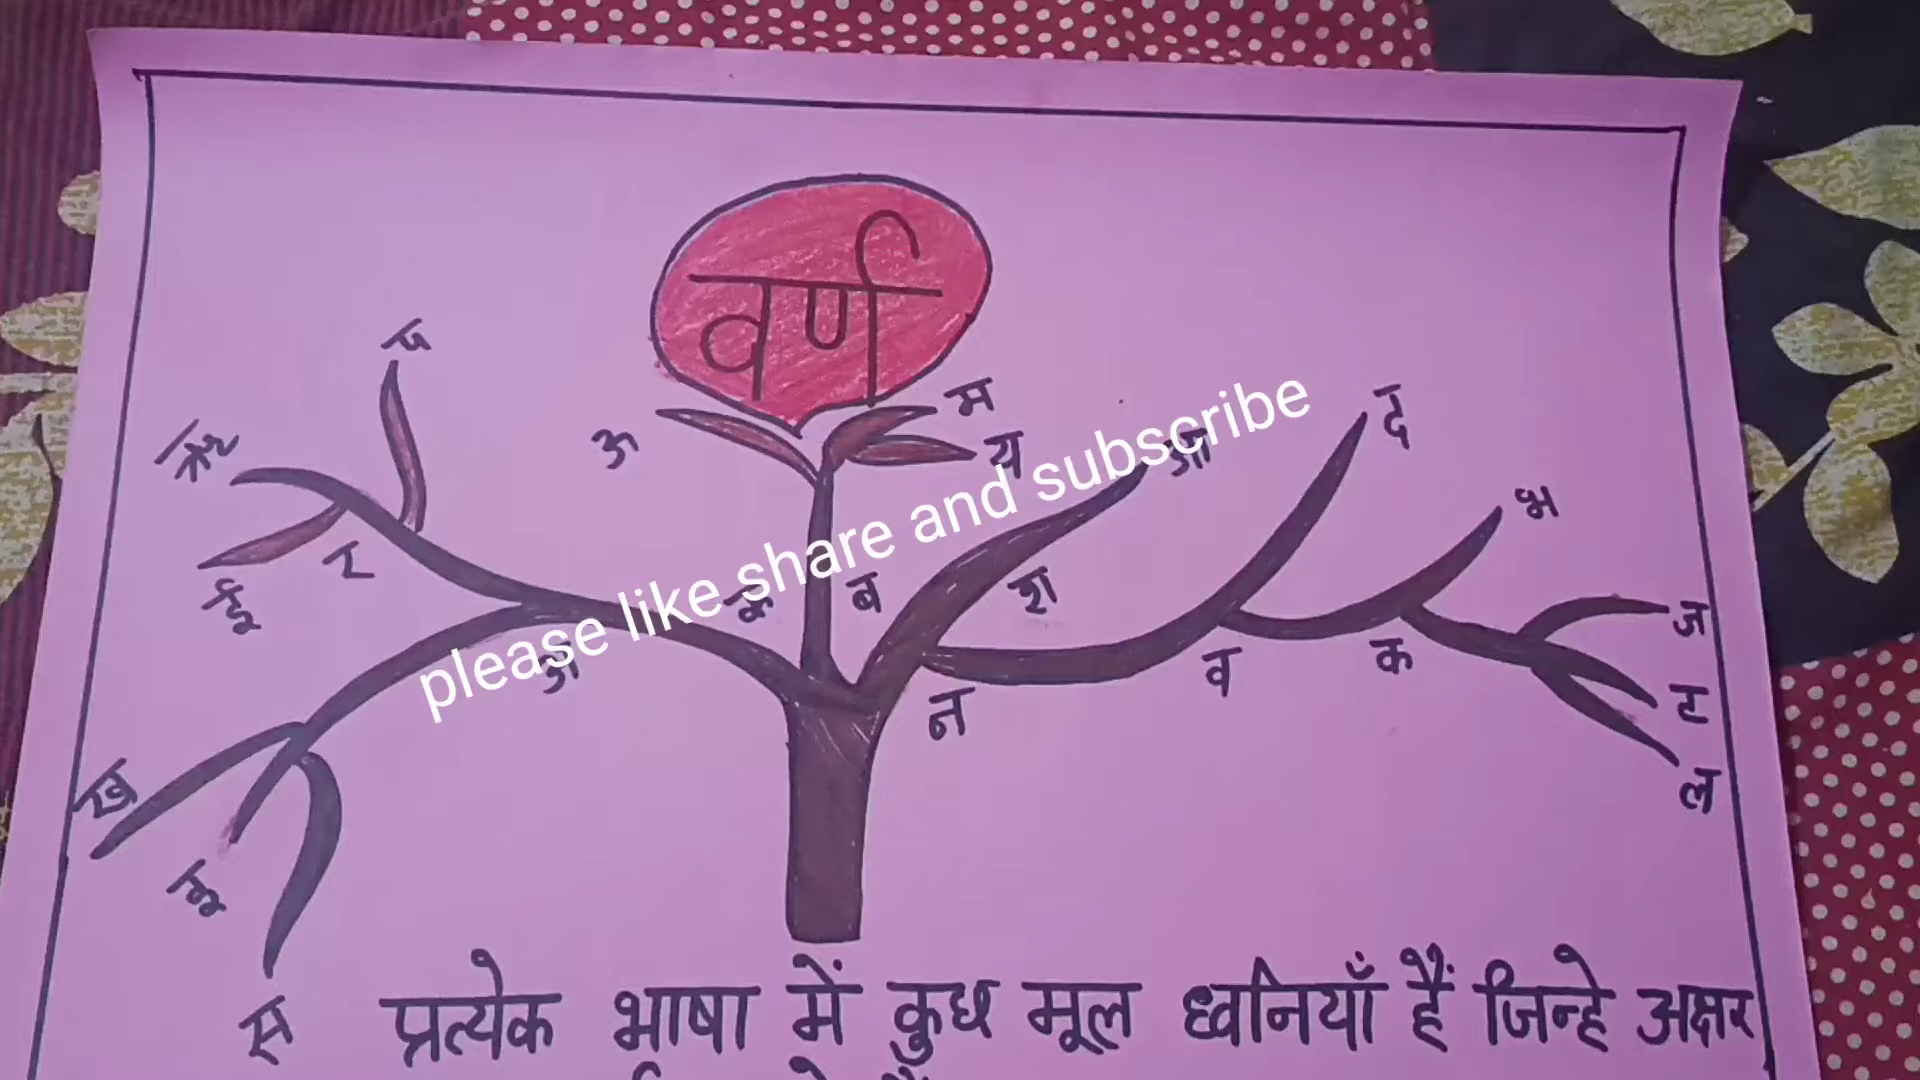 वर्ण
प
म
द
अ
य
आ
भ
र
ई
ब
श
ज
अ
व
क
न
ट
ख
ल
इ
स
please like share and subscribe
प्रत्येक भाषा में कुछ मूल ध्वनियाँ हैं जिन्हे अक्षर